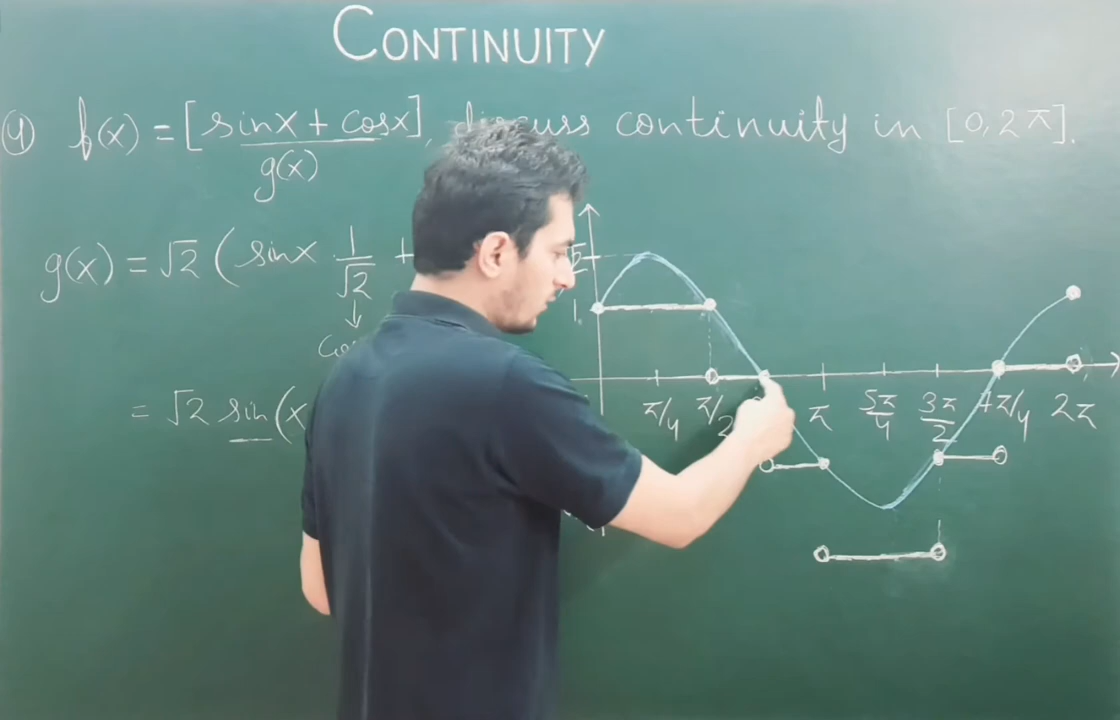 CONTINUITY
Q) f(x) = [sinx + cosx], discuss continuity in [0, 2π].
g(x)
g(x) = √2 ( sinx 1/√2 +
↓
= √2 sin(x
1
π/4 π/2 π 5π/4 3π/2 7π/4 2π